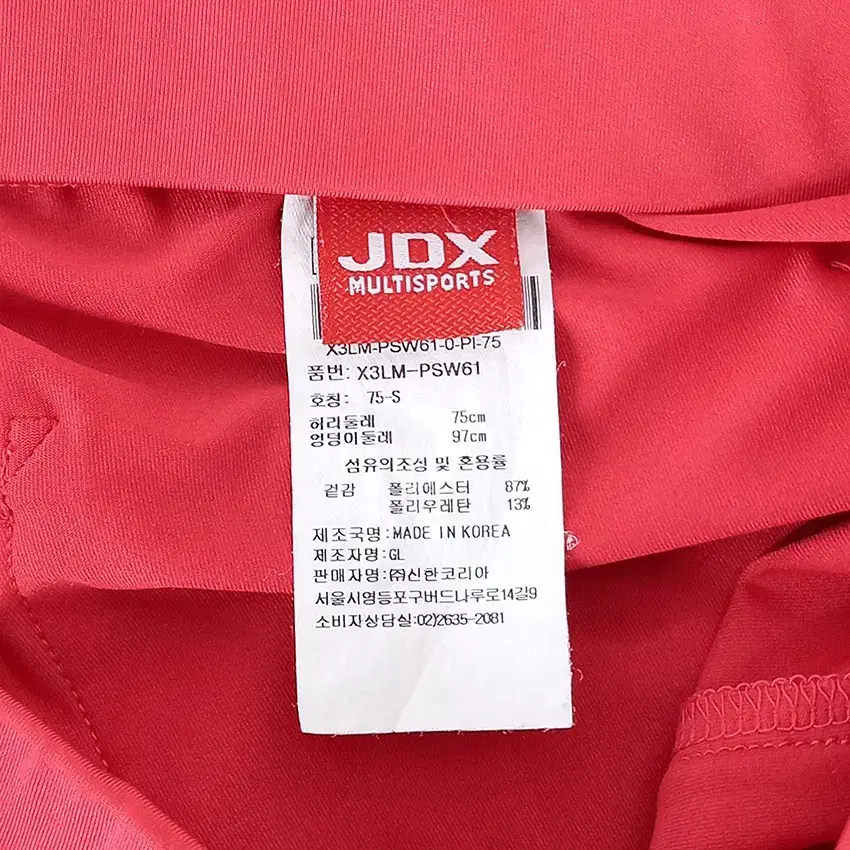 JDX
MULTISPORTS
X3LM-PSW61-0-PI-75
품번: X3LM-PSW61
호칭: 75-S
허리둘레 75cm
엉덩이둘레 97cm
섬유의조성 및 혼용률
겉감 폴리에스터 87%
폴리우레탄 13%
제조국명:MADE IN KOREA
제조자명:GL
판매자명:㈜신한코리아
서울시영등포구버드나루로14길9
소비자상담실:02)2635-2081